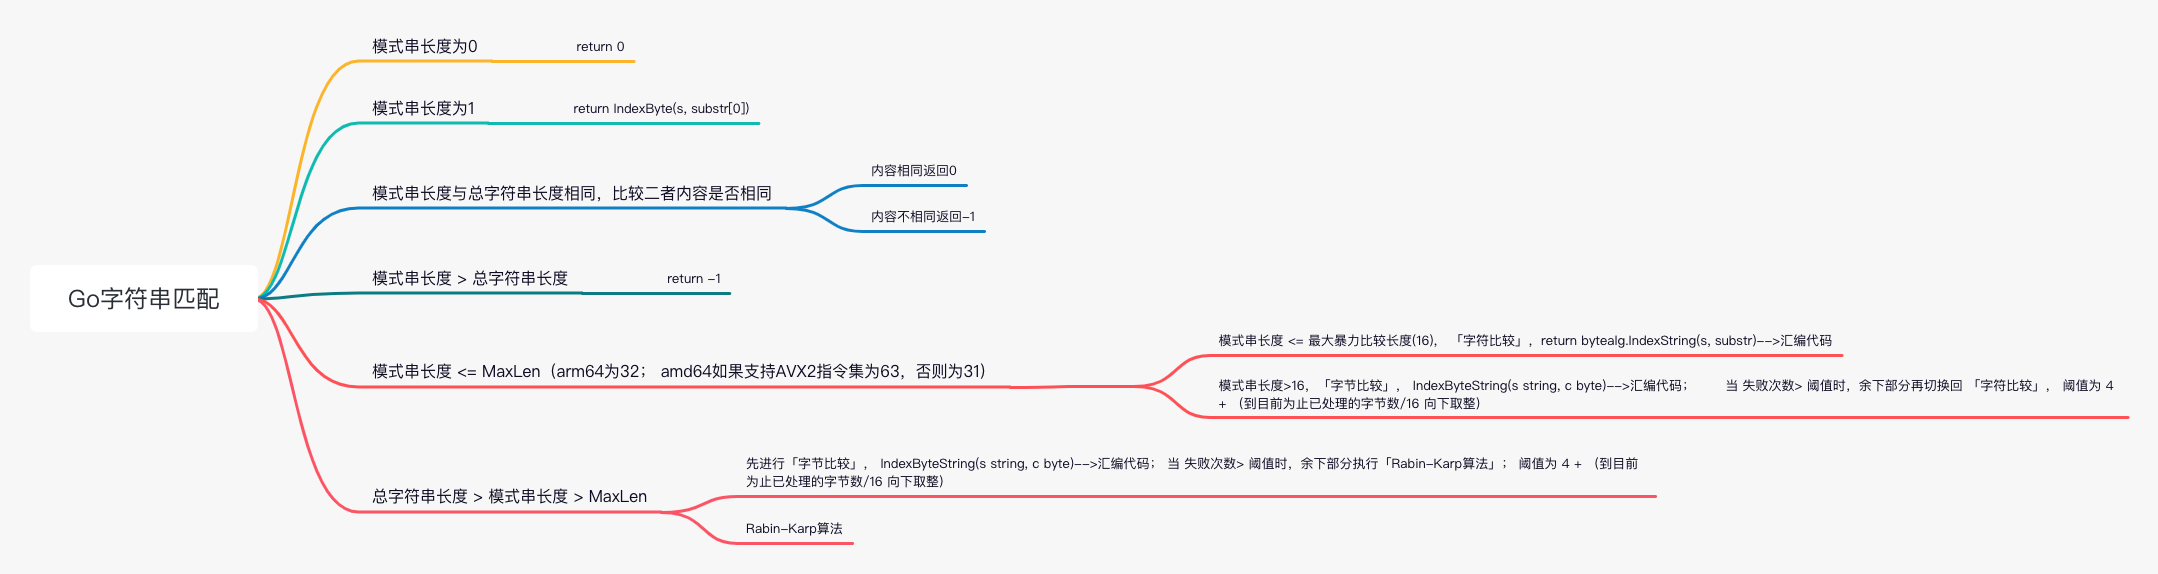 Go字符串匹配
模式串长度为0
return 0
模式串长度为1
return IndexByte(s, substr[0])
模式串长度与总字符串长度相同，比较二者内容是否相同
内容相同返回0
内容不相同返回-1
模式串长度 > 总字符串长度
return -1
模式串长度 <= MaxLen（arm64为32； amd64如果支持AVX2指令集为63，否则为31）
模式串长度 <= 最大暴力比较长度(16)， 「字符比较」，return bytealg.IndexString(s, substr)-->汇编代码
模式串长度>16，「字节比较」， IndexByteString(s string, c byte)-->汇编代码； 当 失败次数> 阈值时，余下部分再切换回 「字符比较」， 阈值为 4
+ （到目前为止已处理的字节数/16 向下取整）
总字符串长度 > 模式串长度 > MaxLen
先进行「字节比较」， IndexByteString(s string, c byte)-->汇编代码； 当 失败次数> 阈值时，余下部分执行「Rabin-Karp算法」； 阈值为 4 + （到目前
为止已处理的字节数/16 向下取整）
Rabin-Karp算法